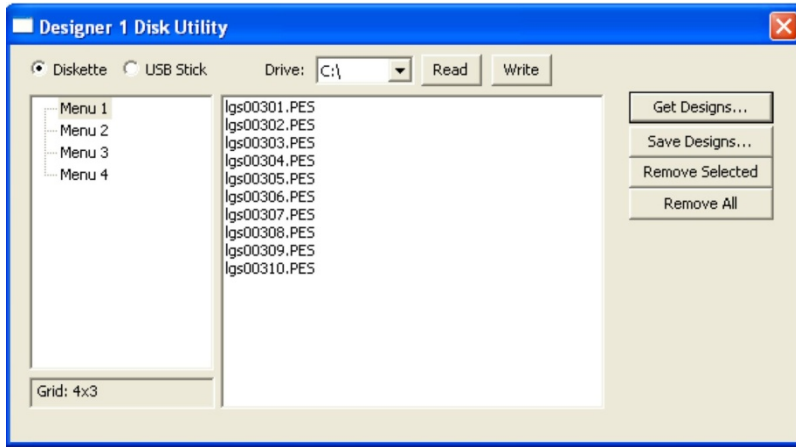 Designer 1 Disk Utility
Diskette USB Stick Drive: C:\ Read Write
Menu 1
Menu 2
Menu 3
Menu 4
Grid: 4x3
lgs00301.PES
lgs00302.PES
lgs00303.PES
lgs00304.PES
lgs00305.PES
lgs00306.PES
lgs00307.PES
lgs00308.PES
lgs00309.PES
lgs00310.PES
Get Designs...
Save Designs...
Remove Selected
Remove All